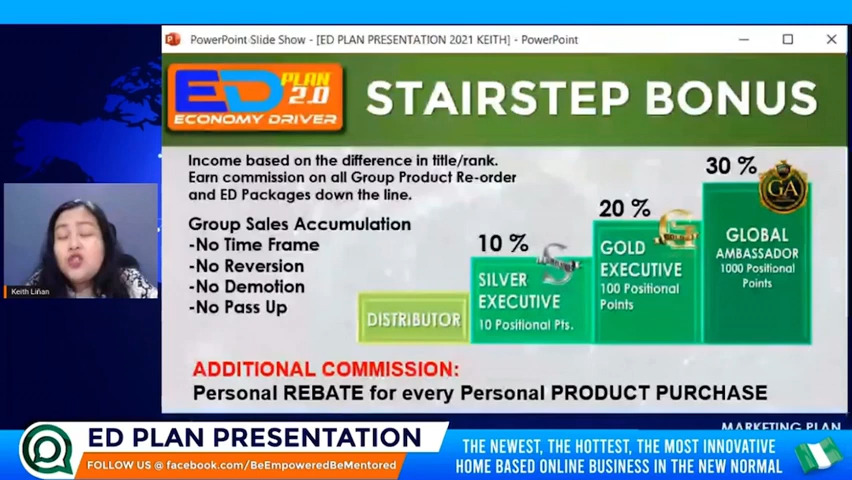 PowerPoint Slide Show - [ED PLAN PRESENTATION 2021 KEITH] - PowerPoint
ED PLAN 2.0
ECONOMY DRIVER
STAIRSTEP BONUS
Income based on the difference in title/rank.
Earn commission on all Group Product Re-order
and ED Packages down the line.
Group Sales Accumulation
-No Time Frame
-No Reversion
-No Demotion
-No Pass Up
DISTRIBUTOR
10 %
SILVER
EXECUTIVE
10 Positional Pts.
20 %
GOLD
EXECUTIVE
100 Positional
Points
30 %
GA
GLOBAL
AMBASSADOR
1000 Positional
Points
ADDITIONAL COMMISSION:
Personal REBATE for every Personal PRODUCT PURCHASE
Keith Liñan
MARKETING PLAN
ED PLAN PRESENTATION
FOLLOW US @ facebook.com/BeEmpoweredBeMentored
THE NEWEST, THE HOTTEST, THE MOST INNOVATIVE
HOME BASED ONLINE BUSINESS IN THE NEW NORMAL